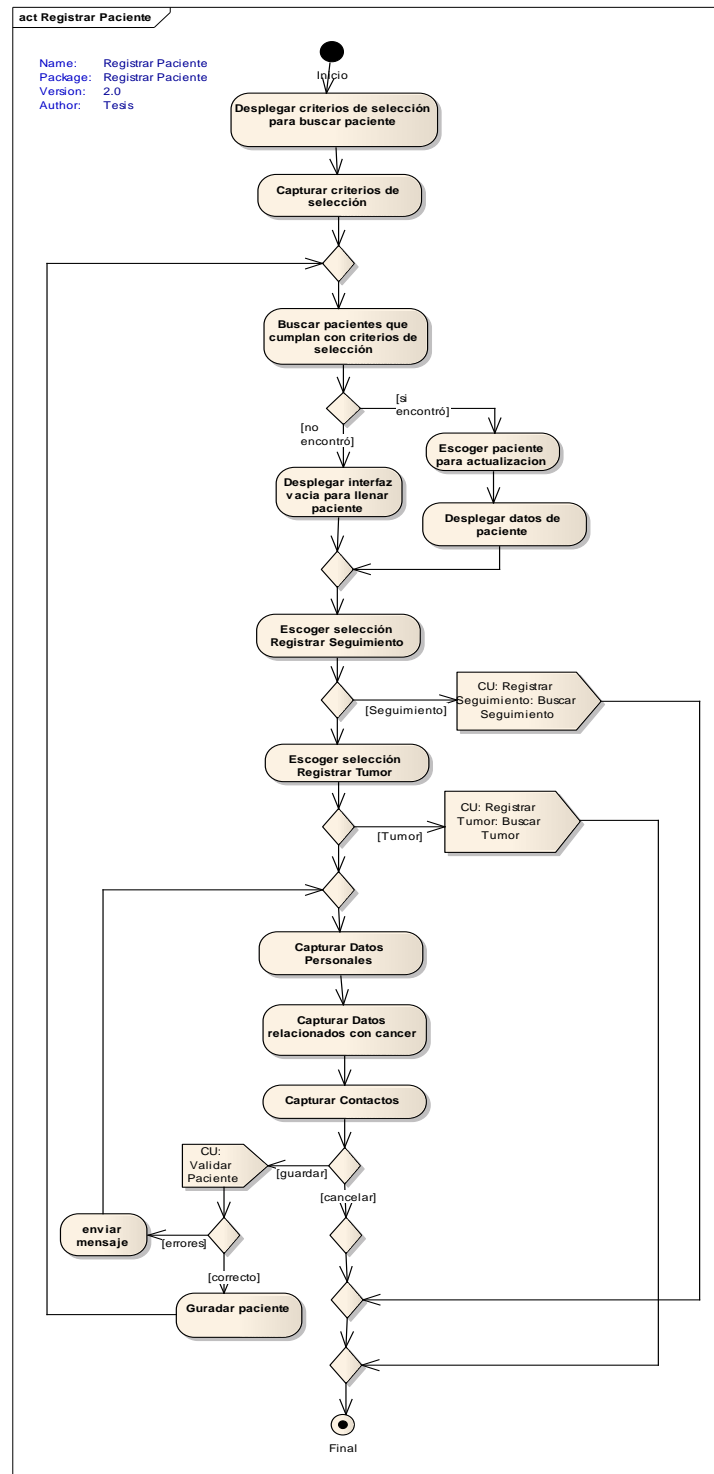 act Registrar Paciente
Name: Registrar Paciente
Package: Registrar Paciente
Version: 2.0
Author: Tesis
Inicio
Desplegar criterios de selección
para buscar paciente
Capturar criterios de
selección
Buscar pacientes que
cumplan con criterios de
selección
[si
encontró]
[no
encontró]
Escoger paciente
para actualizacion
Desplegar interfaz
vacia para llenar
paciente
Desplegar datos de
paciente
Escoger selección
Registrar Seguimiento
CU: Registrar
Seguimiento: Buscar
Seguimiento
[Seguimiento]
Escoger selección
Registrar Tumor
CU: Registrar
Tumor: Buscar
Tumor
[Tumor]
Capturar Datos
Personales
Capturar Datos
relacionados con cancer
Capturar Contactos
CU:
Validar
Paciente
[guardar]
[cancelar]
enviar
mensaje
[errores]
[correcto]
Guradar paciente
Final